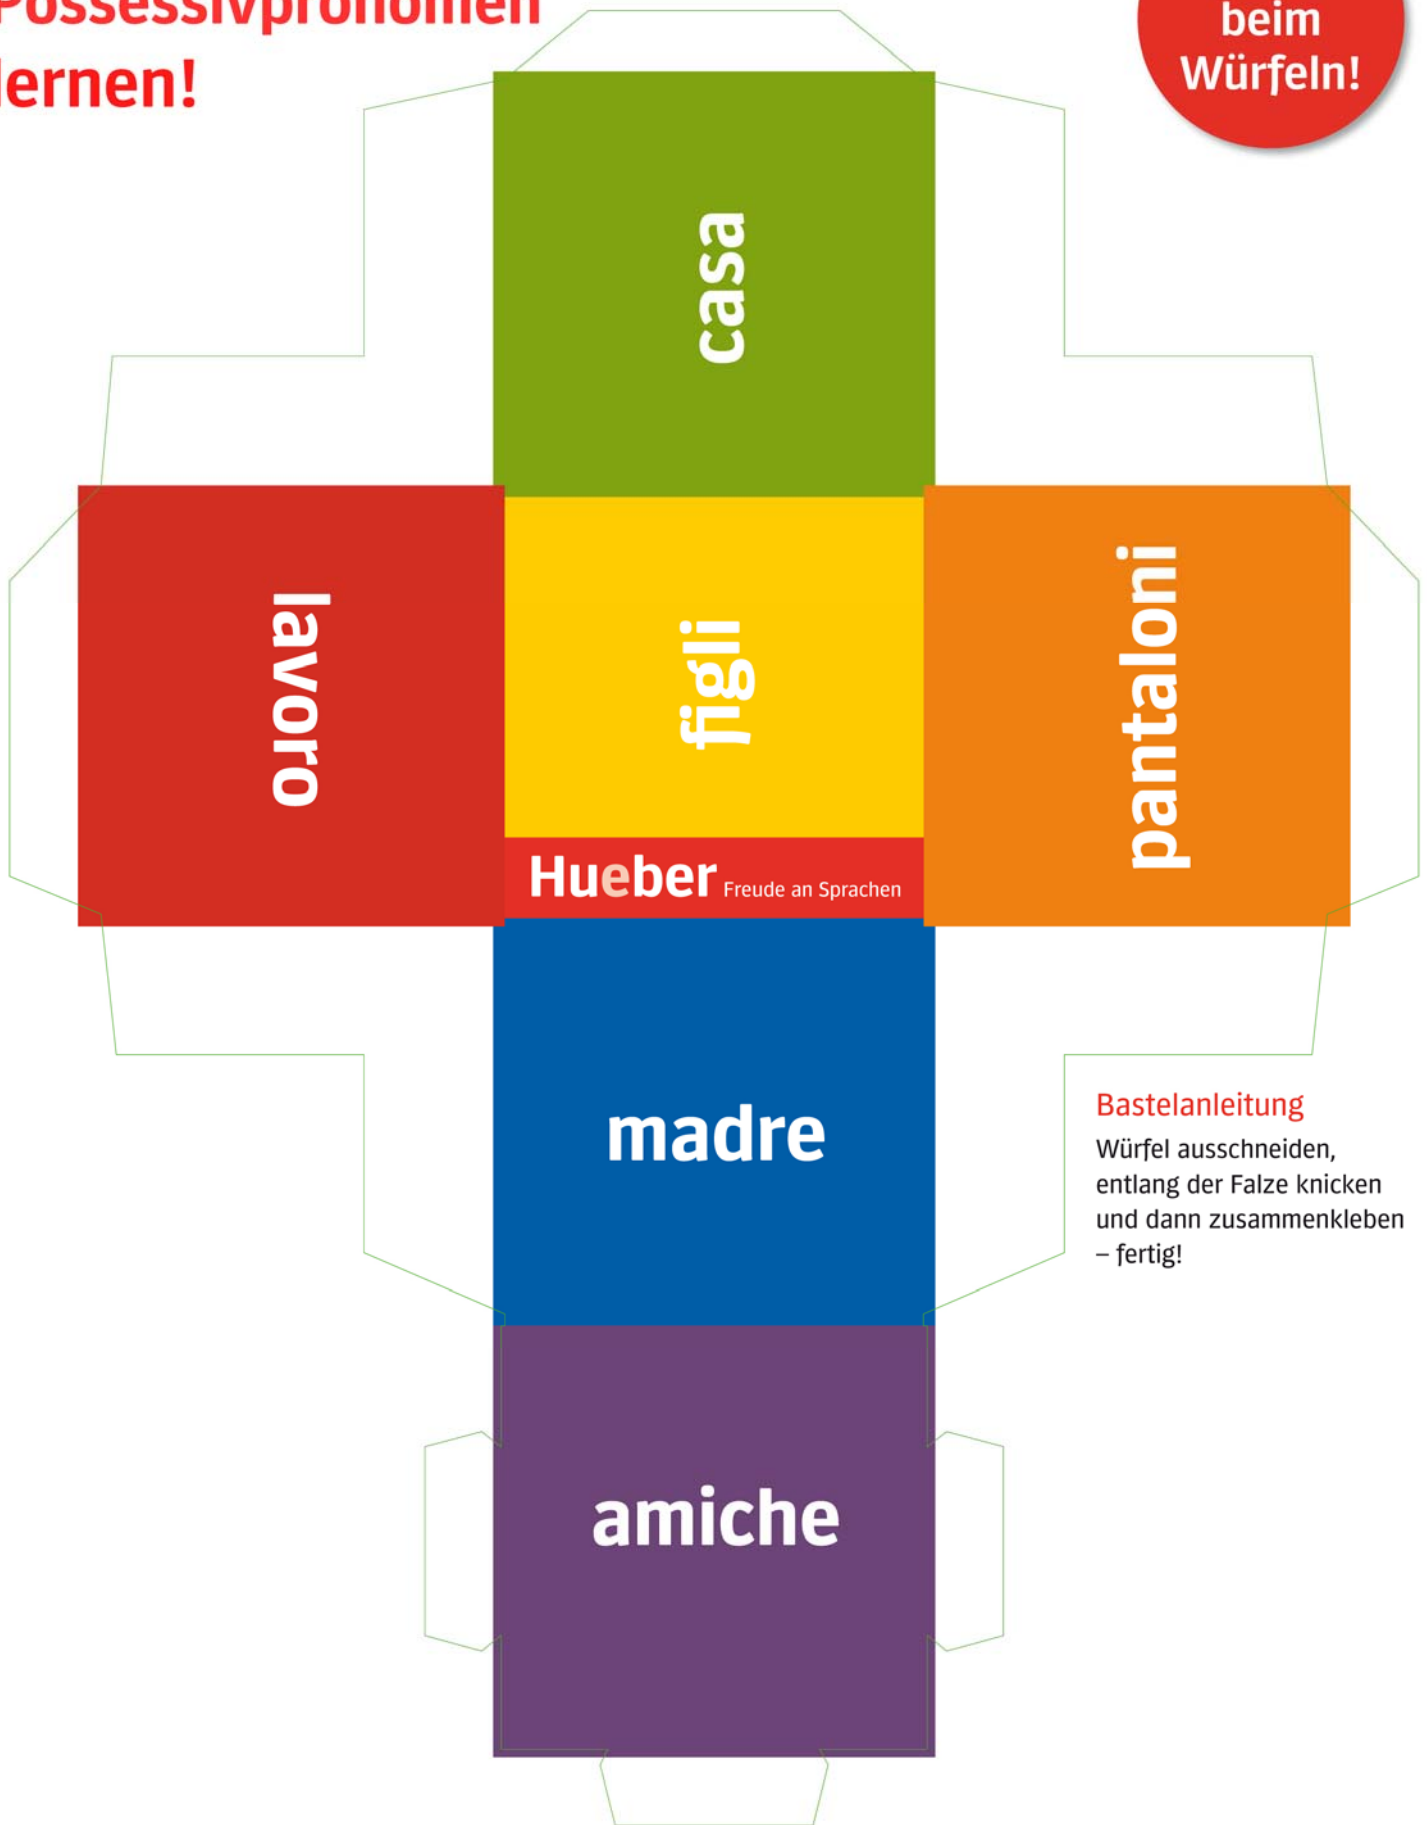 Possessivpronomen
lernen!
beim
Würfeln!
casa
lavoro
figli
pantaloni
Hueber Freude an Sprachen
madre
Bastelanleitung
Würfel ausschneiden,
entlang der Falze knicken
und dann zusammenkleben
– fertig!
amiche